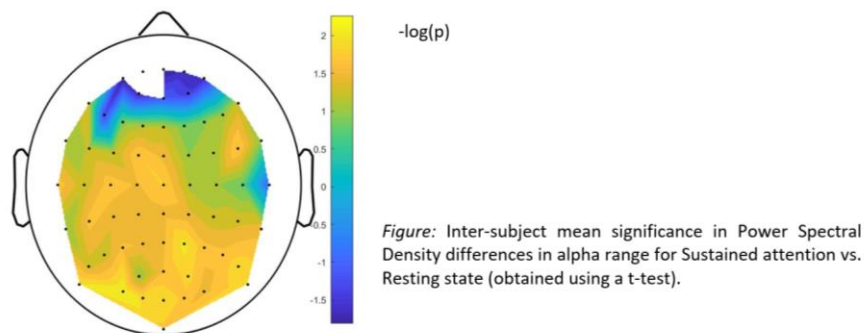 2
1.5
1
0.5
0
-0.5
-1
-1.5
-log(p)
Figure: Inter-subject mean significance in Power Spectral
Density differences in alpha range for Sustained attention vs.
Resting state (obtained using a t-test).